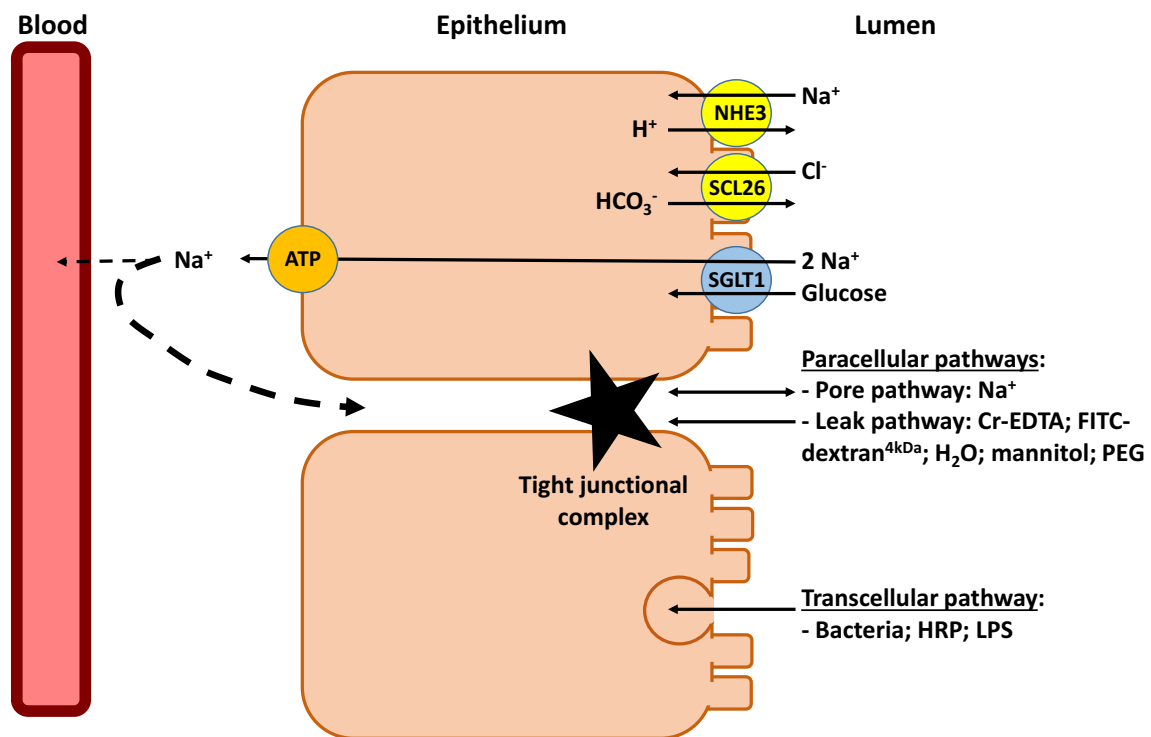 Blood
Epithelium
Lumen
NHE3
Na⁺
H⁺
Cl⁻
SCL26
HCO₃⁻
Na⁺
ATP
2 Na⁺
SGLT1
Glucose
Paracellular pathways:
- Pore pathway: Na⁺
- Leak pathway: Cr-EDTA; FITC-
dextran⁴ᵏᴰᵃ; H₂O; mannitol; PEG
Tight junctional
complex
Transcellular pathway:
- Bacteria; HRP; LPS